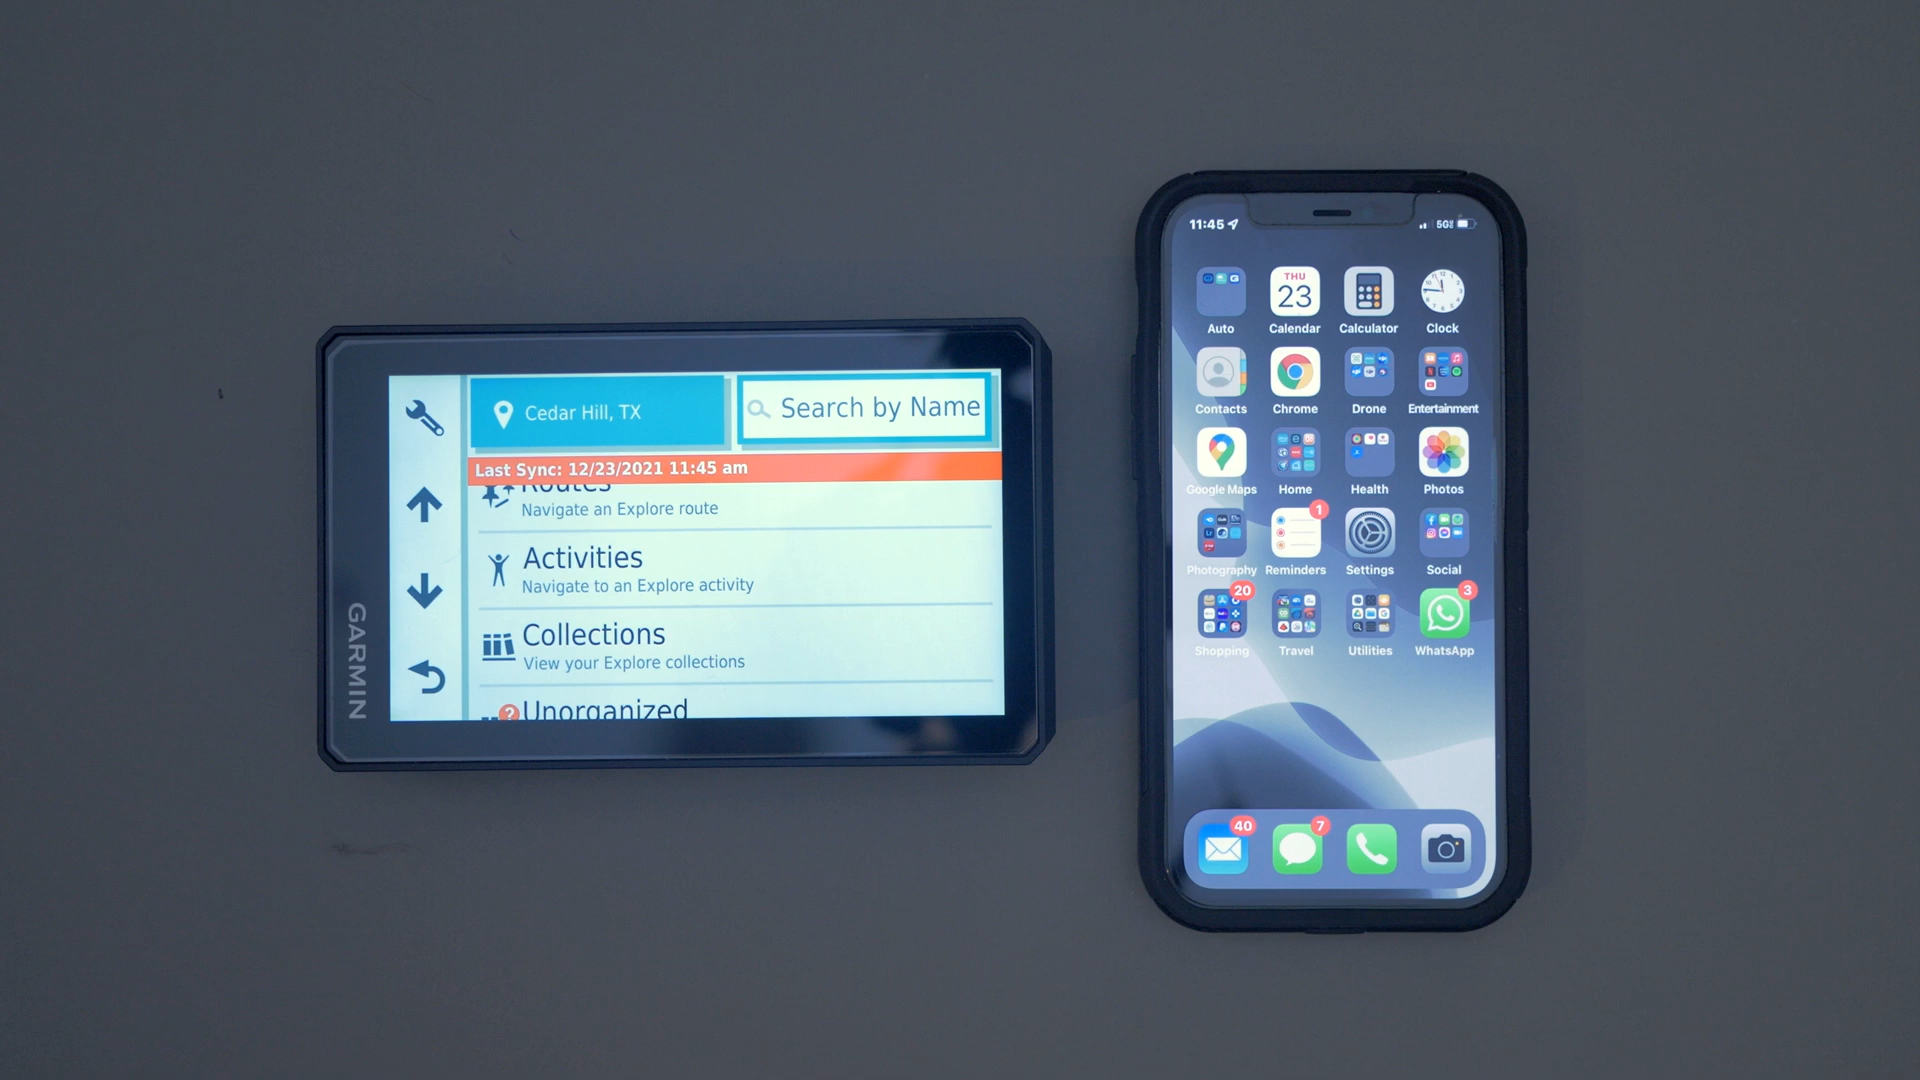 GARMIN
Cedar Hill, TX
Search by Name
Last Sync: 12/23/2021 11:45 am
Routes
Navigate an Explore route
Activities
Navigate to an Explore activity
Collections
View your Explore collections
Unorganized
11:45
5G
THU
23
Auto
Calendar
Calculator
Clock
Contacts
Chrome
Drone
Entertainment
Google Maps
Home
Health
Photos
1
Photography
Reminders
Settings
Social
20
3
Shopping
Travel
Utilities
WhatsApp
40
7